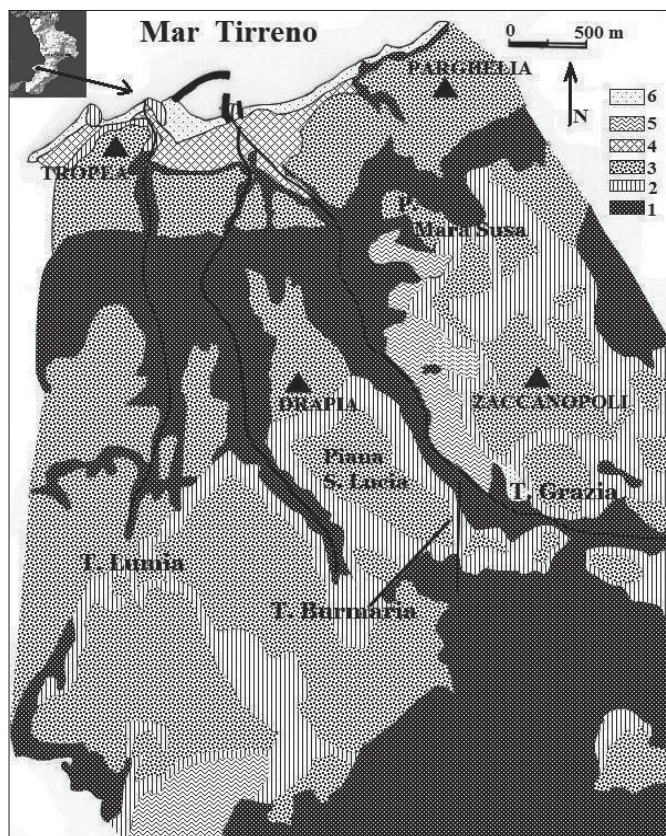 Mar Tirreno
0 500 m
N
PARGHELIA
6
5
4
3
2
1
TROPEA
P.
Mara Susa
DRAPIA
ZACCANOPOLI
Piana
S. Lucia
T. Grazia
T. Lumia
T. Burmaria